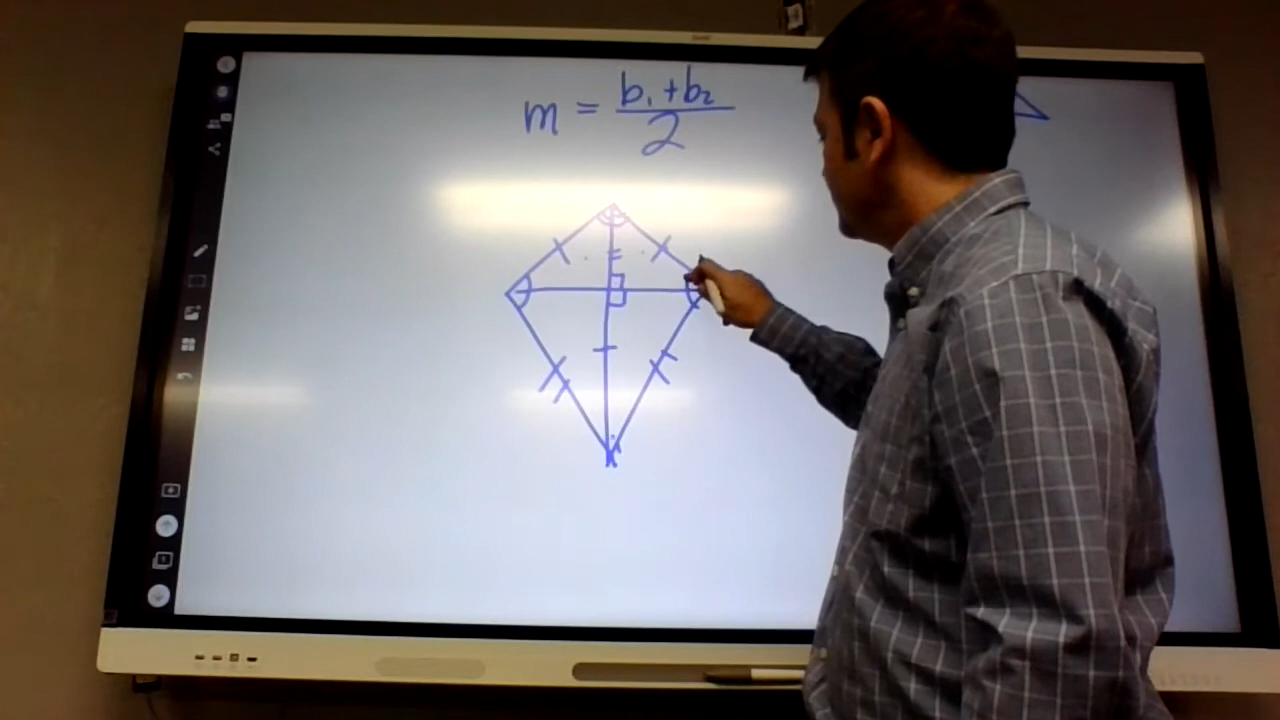 m = b₁ + b₂ / 2